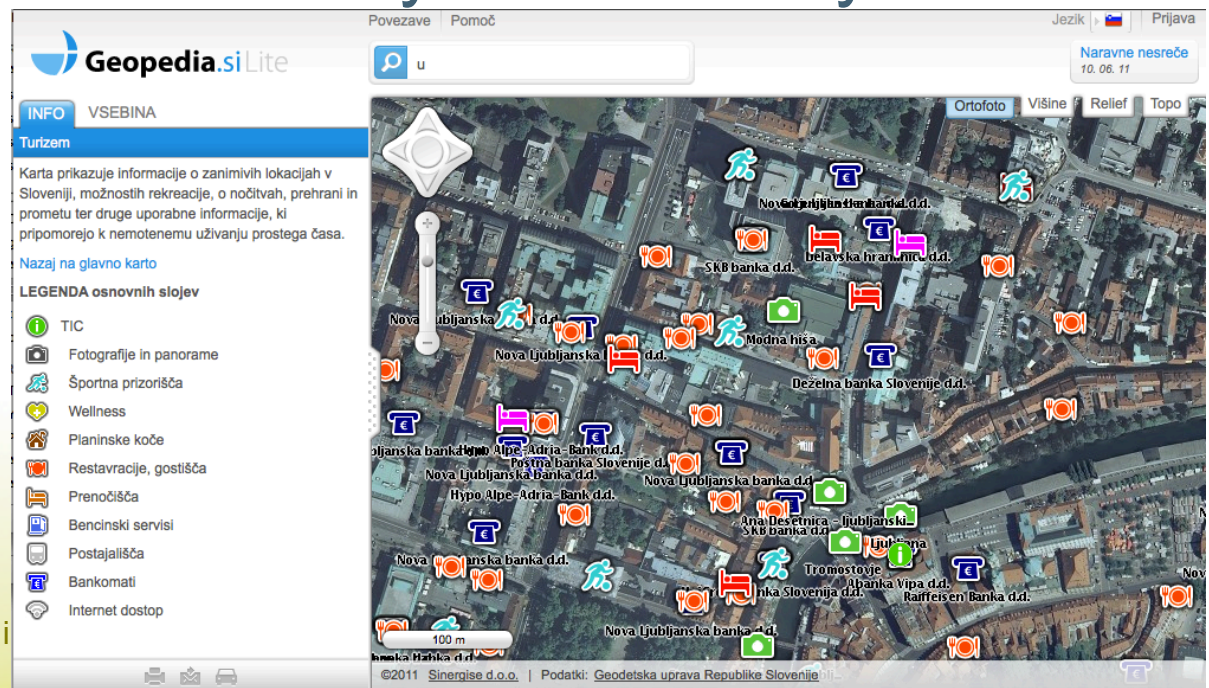 Povezave Pomoč
Jezik Prijava
Geopedia.si Lite
u
Naravne nesreče
10. 06. 11
INFO VSEBINA
Ortofoto Višine Relief Topo
Turizem
Karta prikazuje informacije o zanimivih lokacijah v
Sloveniji, možnostih rekreacije, o nočitvah, prehrani in
prometu ter druge uporabne informacije, ki
pripomorejo k nemotenemu uživanju prostega časa.
Nazaj na glavno karto
LEGENDA osnovnih slojev
TIC
Fotografije in panorame
Športna prizorišča
Wellness
Planinske koče
Restavracije, gostišča
Prenočišča
Bencinski servisi
Postajališča
Bankomati
Internet dostop
SKB banka d.d.
Modna hiša
Nova Ljubljanska d.d.
Deželna banka Slovenije d.d.
Hypo Alpe-Adria-Bank d.d.
Poštna banka Slovenije d.
Nova Ljubljanska banka d.d.
Nova Ljubljanska banka d.d
Hypo Alpe-Adria-Bank d.d.
Ana Desetnica - ljubljanski...
SKB banka d.d
Ljubljana
Tromostovje
Abanka Vipa d.d.
Raiffeisen Banka d.d.
Nova Ljubljanska banka d.d.
100 m
©2011 Sinergise d.o.o. | Podatki: Geodetska uprava Republike Slovenije